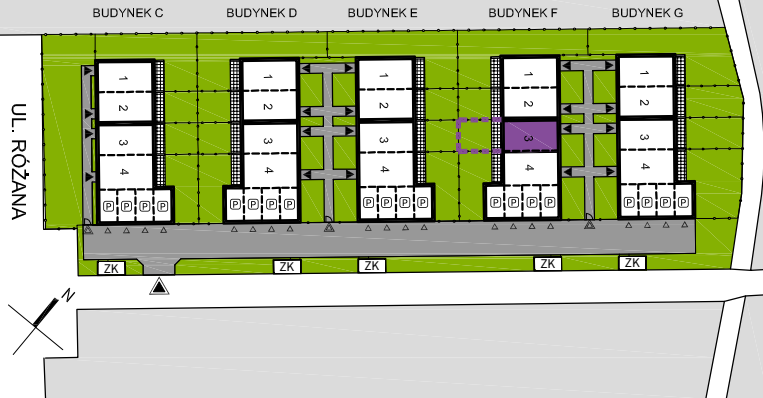 BUDYNEK C BUDYNEK D BUDYNEK E BUDYNEK F BUDYNEK G
1 1 1 1 1
2 2 2 2 2
3 3 3 3 3
4 4 4 4 4
P P P P P P P P P P P P P P P P P P P P
UL. RÓŻANA
ZK ZK ZK ZK ZK
N